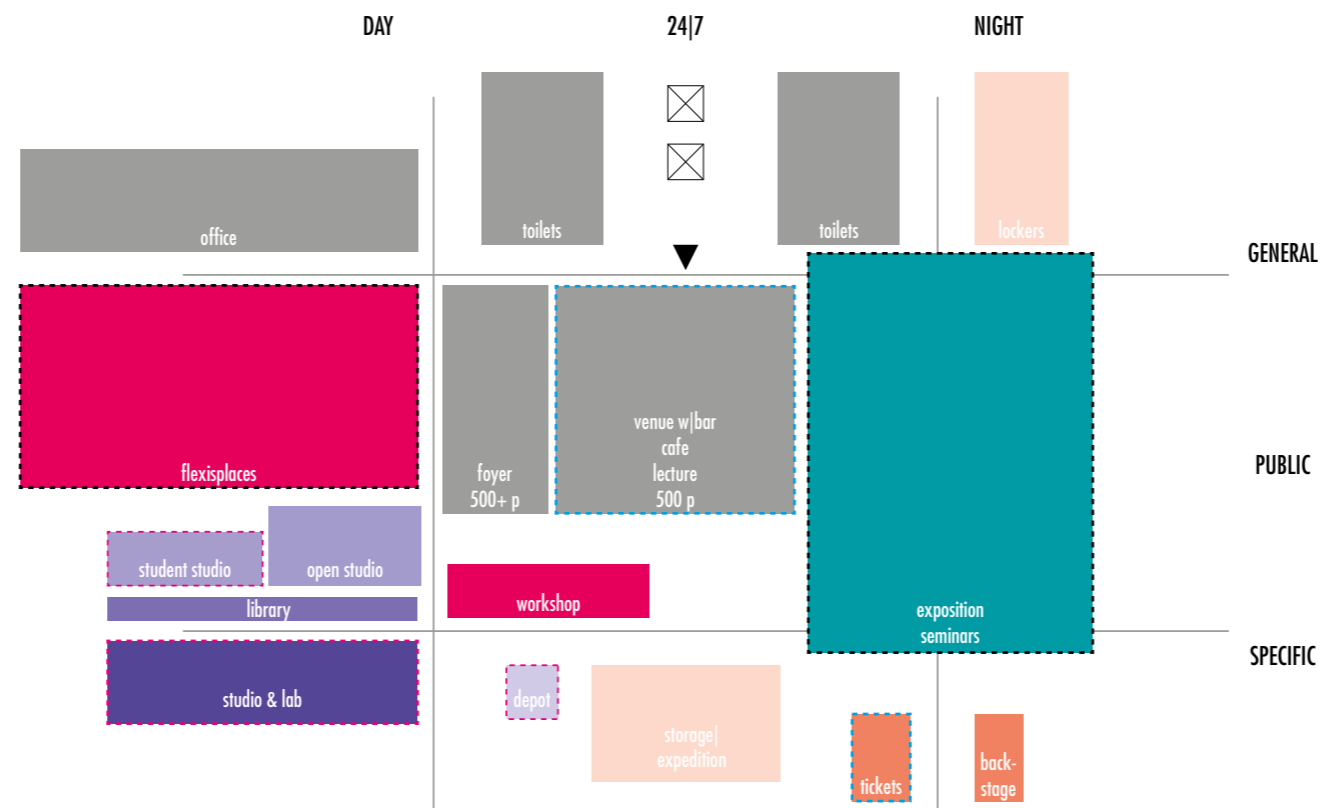 DAY
24|7
NIGHT
office
toilets
toilets
lockers
GENERAL
flexisplaces
foyer
500+ p
venue w|bar
cafe
lecture
500 p
PUBLIC
student studio
open studio
library
workshop
exposition
seminars
SPECIFIC
studio & lab
depot
storage|
expedition
tickets
back-
stage